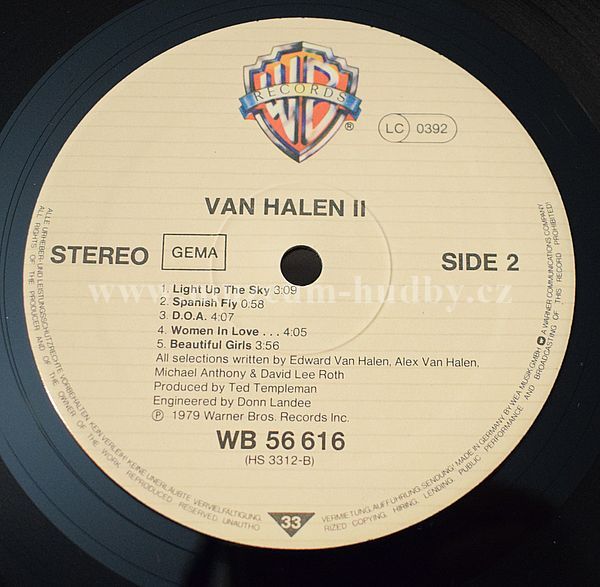 WB
RECORDS
®
LC 0392
VAN HALEN II
STEREO GEMA SIDE 2
1. Light Up The Sky 3:09
2. Spanish Fly 0:58
3. D.O.A. 4:07
4. Women In Love . . . 4:05
5. Beautiful Girls 3:56
All selections written by Edward Van Halen, Alex Van Halen,
Michael Anthony & David Lee Roth
Produced by Ted Templeman
Engineered by Donn Landee
℗ 1979 Warner Bros. Records Inc.
WB 56 616
(HS 3312-B)
33
ALLE URHEBER- UND LEISTUNGSSCHUTZRECHTE VORBEHALTEN. KEIN VERLEIH! KEINE UNERLAUBTE VERVIELFÄLTIGUNG,
VERMIETUNG, AUFFÜHRUNG, SENDUNG! MADE IN GERMANY BY WEA MUSIK GMBH A WARNER COMMUNICATIONS COMPANY
ALL RIGHTS OF THE PRODUCER AND OF THE OWNER OF THE WORK REPRODUCED RESERVED. UNAUTHO
RIZED COPYING, HIRING, LENDING, PUBLIC PERFORMANCE AND BROADCASTING OF THIS RECORD PROHIBITED!